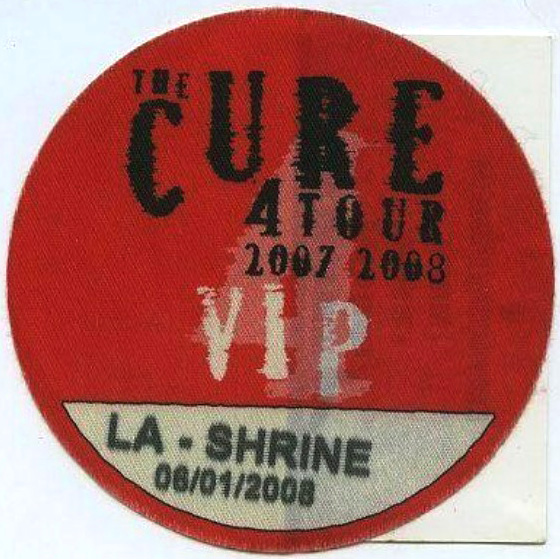 THE
CURE
4TOUR
2007 2008
VIP
LA - SHRINE
06/01/2008